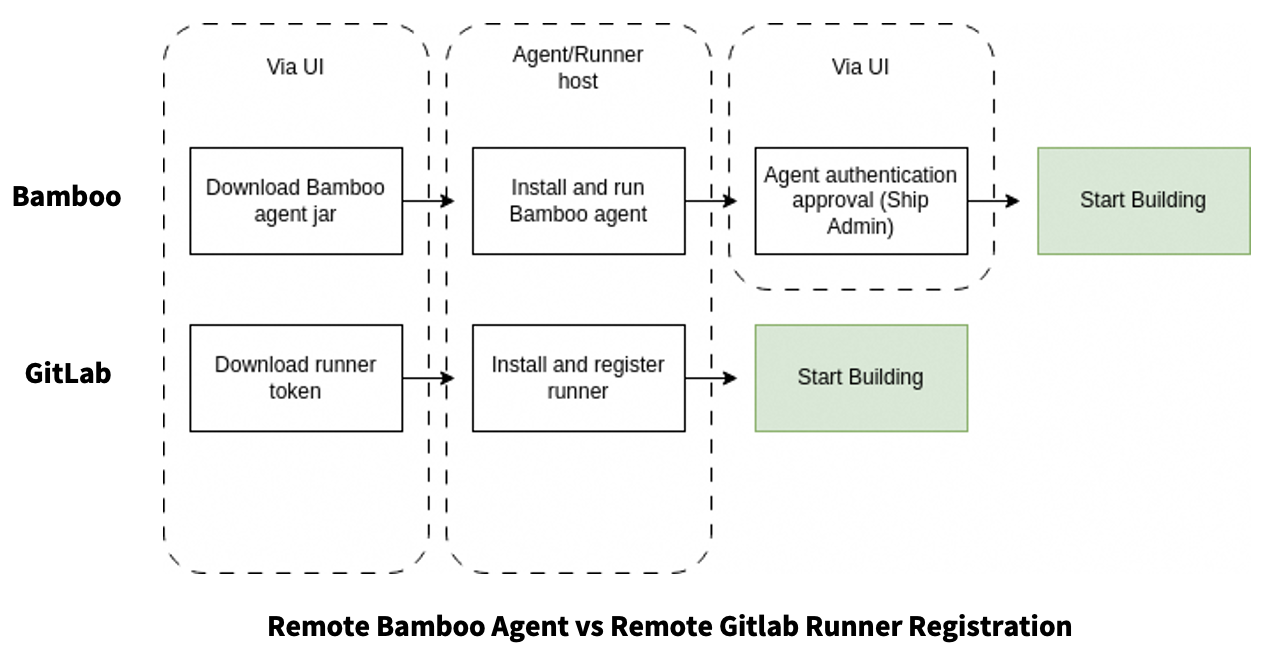 Via UI
Agent/Runner
host
Via UI
Bamboo
Download Bamboo
agent jar
Install and run
Bamboo agent
Agent authentication
approval (Ship
Admin)
Start Building
GitLab
Download runner
token
Install and register
runner
Start Building
Remote Bamboo Agent vs Remote Gitlab Runner Registration